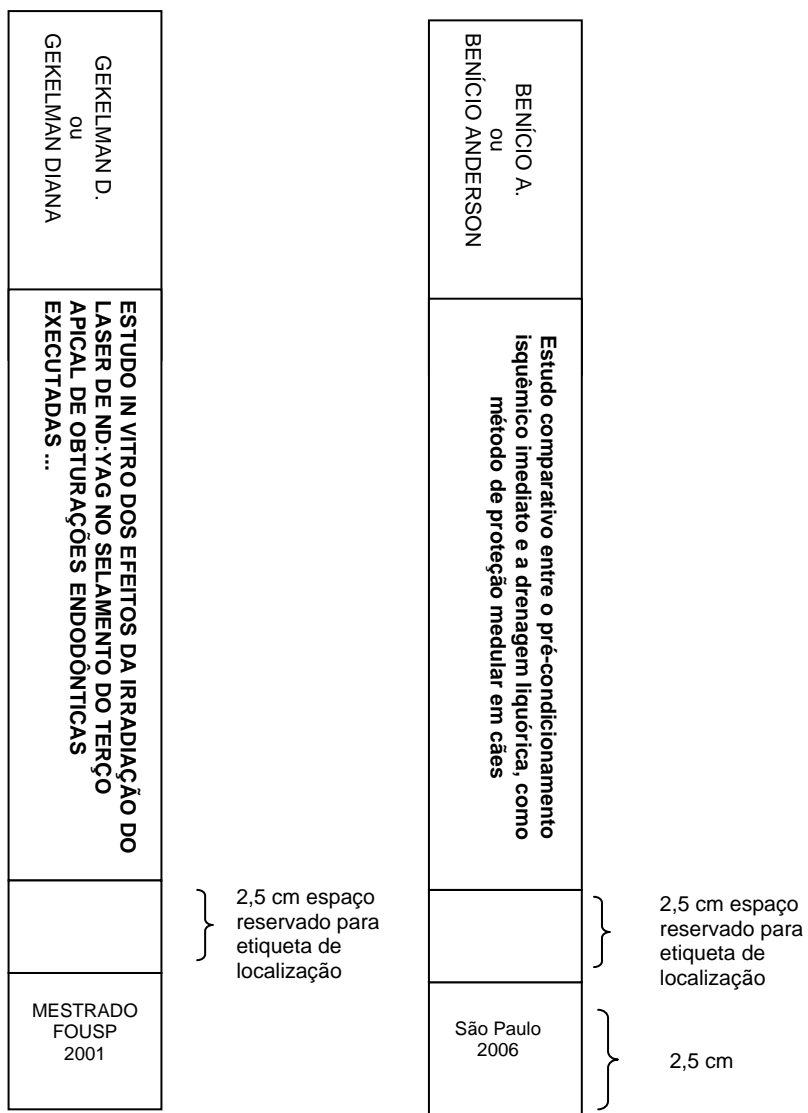 GEKELMAN D.
ou
GEKELMAN DIANA
ESTUDO IN VITRO DOS EFEITOS DA IRRADIAÇÃO DO
LASER DE ND:YAG NO SELAMENTO DO TERÇO
APICAL DE OBTURAÇÕES ENDODÔNTICAS
EXECUTADAS ...
2,5 cm espaço
reservado para
etiqueta de
localização
MESTRADO
FOUSP
2001
BENÍCIO A.
ou
BENÍCIO ANDERSON
Estudo comparativo entre o pré-condicionamento
isquêmico imediato e a drenagem liquórica, como
método de proteção medular em cães
2,5 cm espaço
reservado para
etiqueta de
localização
São Paulo
2006
2,5 cm